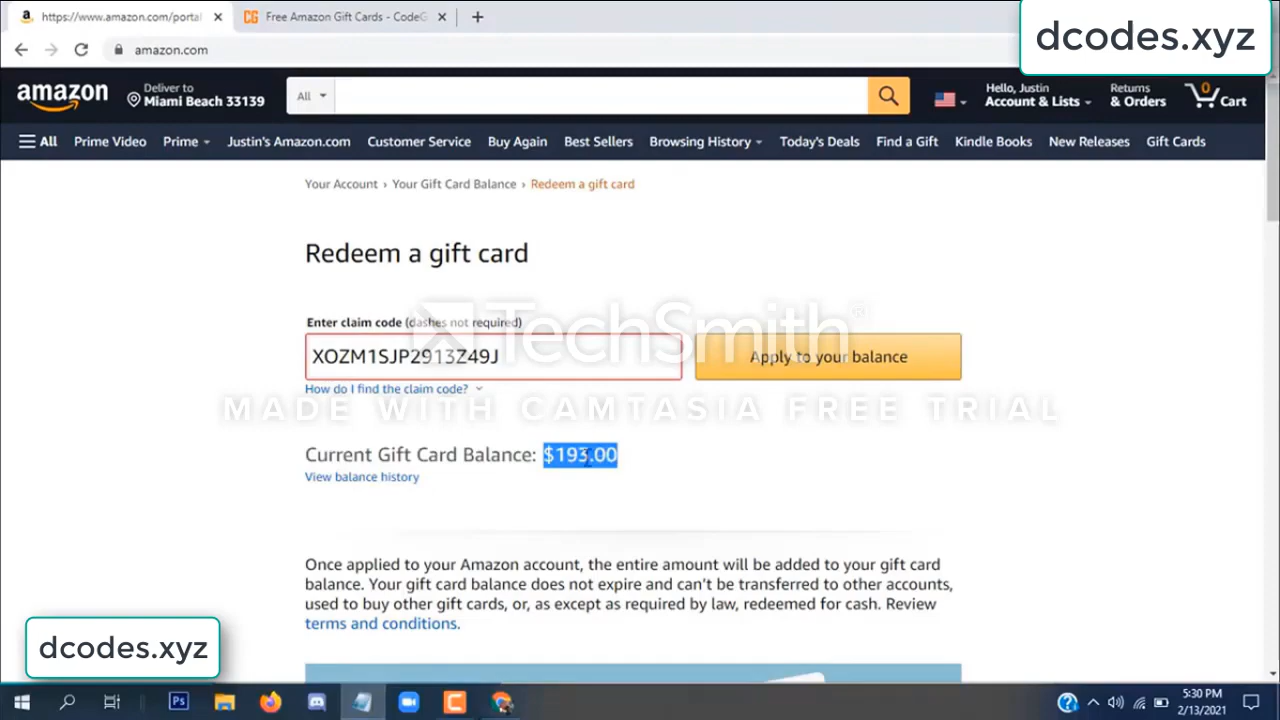 https://www.amazon.com/portal
Free Amazon Gift Cards - CodeG
dcodes.xyz
amazon.com
amazon
Deliver to
Miami Beach 33139
All
Hello, Justin
Account & Lists
Returns
& Orders
0
Cart
All Prime Video Prime Justin's Amazon.com Customer Service Buy Again Best Sellers Browsing History Today's Deals Find a Gift Kindle Books New Releases Gift Cards
Your Account › Your Gift Card Balance › Redeem a gift card
Redeem a gift card
Enter claim code (dashes not required)
TechSmith®
XOZM1SJP2913Z49J
Apply to your balance
How do I find the claim code?
MADE WITH CAMTASIA FREE TRIAL
Current Gift Card Balance: $193.00
View balance history
Once applied to your Amazon account, the entire amount will be added to your gift card
balance. Your gift card balance does not expire and can't be transferred to other accounts,
used to buy other gift cards, or, as except as required by law, redeemed for cash. Review
terms and conditions.
dcodes.xyz
Ps
5:30 PM
2/13/2021